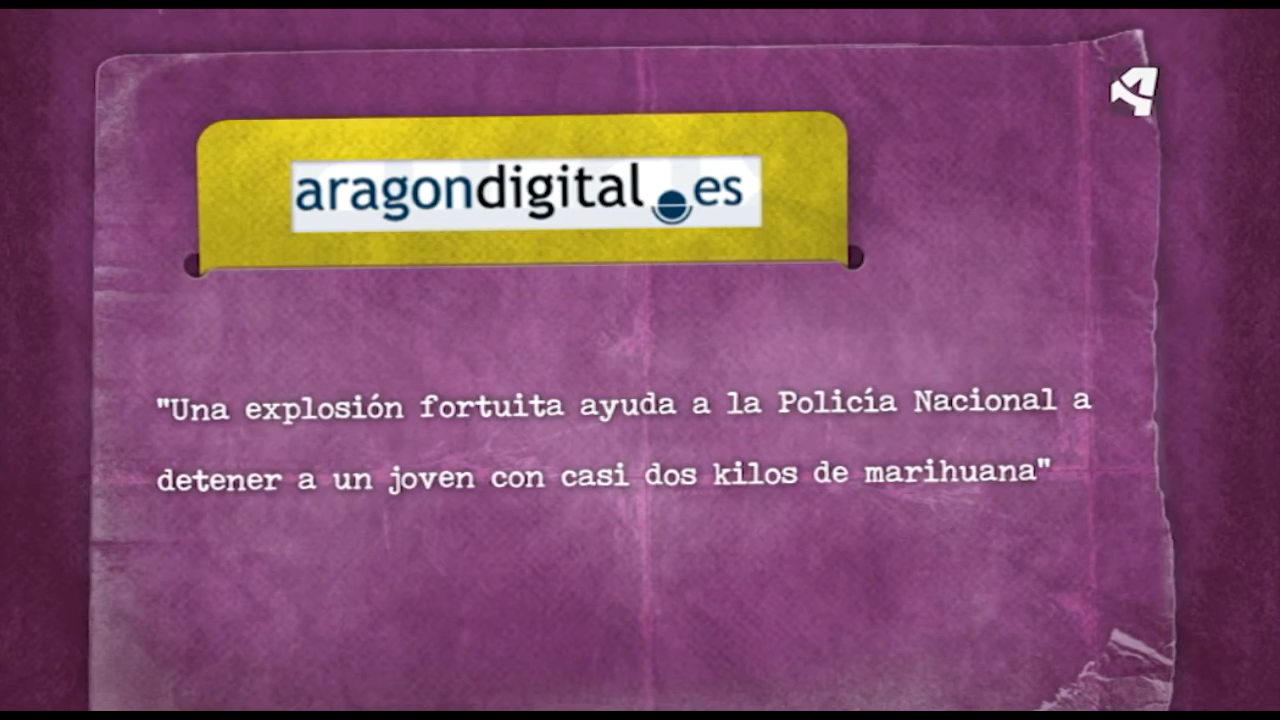 aragondigital.es
"Una explosión fortuita ayuda a la Policía Nacional a
detener a un joven con casi dos kilos de marihuana"